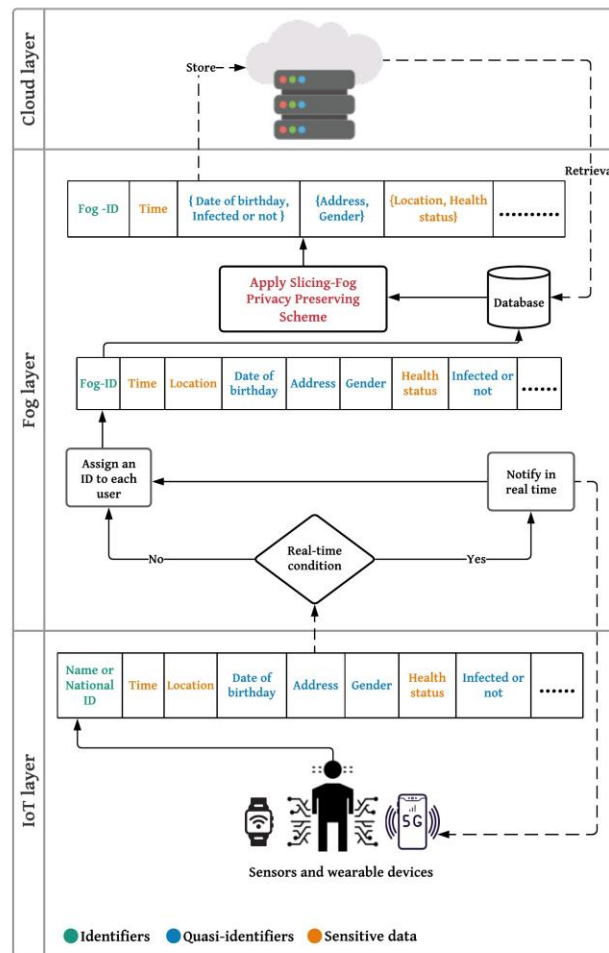 Cloud layer
Store
Retrieval
Fog layer
Fog -ID
Time
{ Date of birthday,
Infected or not }
{Address,
Gender}
{Location, Health
status}
..........
Apply Slicing-Fog
Privacy Preserving
Scheme
Database
Fog-ID
Time
Location
Date of
birthday
Address
Gender
Health
status
Infected or
not
......
Assign an
ID to each
user
Notify in
real time
No
Real-time
condition
Yes
IoT layer
Name or
National
ID
Time
Location
Date of
birthday
Address
Gender
Health
status
Infected or
not
......
5G
Sensors and wearable devices
Identifiers
Quasi-identifiers
Sensitive data